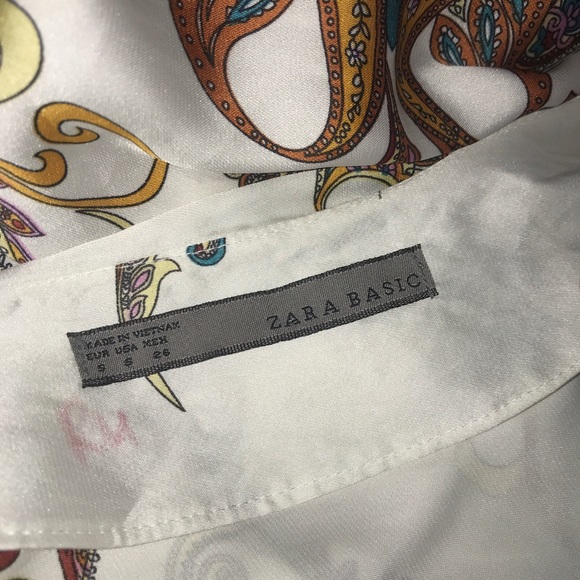 ZARA BASIC
MADE IN VIETNAM
EUR USA MEX
S S 26